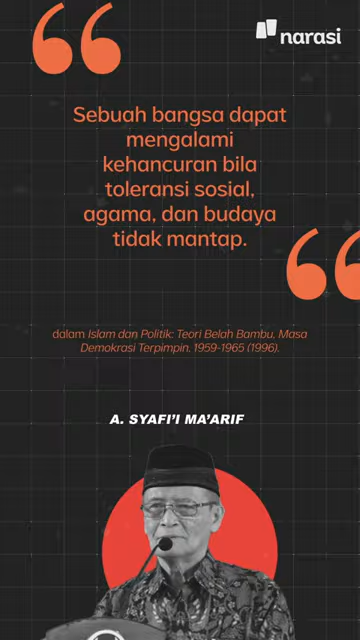 narasi
Sebuah bangsa dapat
mengalami
kehancuran bila
toleransi sosial,
agama, dan budaya
tidak mantap.
dalam Islam dan Politik: Teori Belah Bambu, Masa
Demokrasi Terpimpin, 1959-1965 (1996).
A. SYAFI'I MA'ARIF